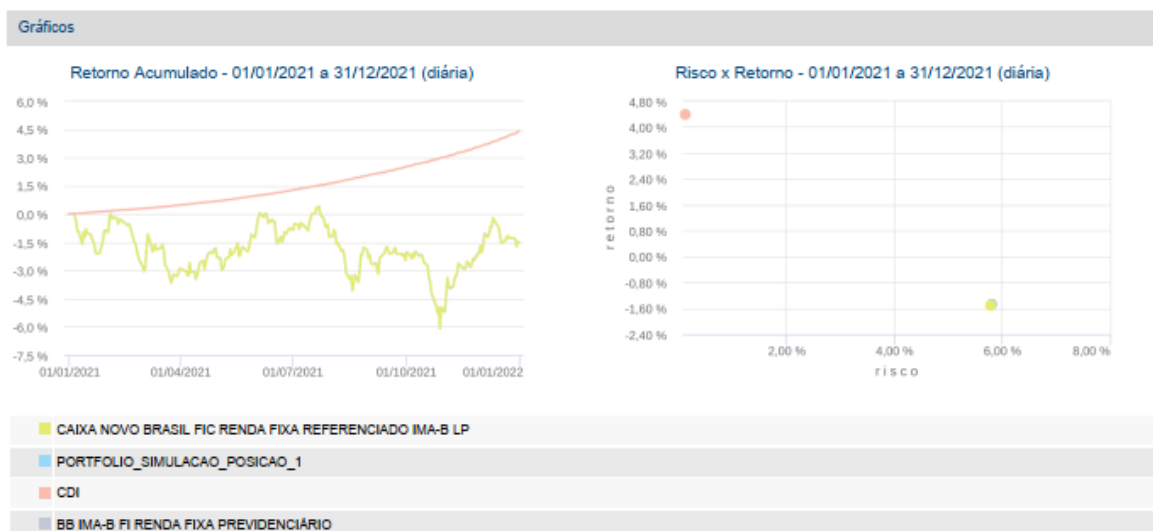 Gráficos
Retorno Acumulado - 01/01/2021 a 31/12/2021 (diária)
6,0 %
4,5 %
3,0 %
1,5 %
0,0 %
-1,5 %
-3,0 %
-4,5 %
-6,0 %
-7,5 %
01/01/2021 01/04/2021 01/07/2021 01/10/2021 01/01/2022
Risco x Retorno - 01/01/2021 a 31/12/2021 (diária)
retorno
4,80 %
4,00 %
3,20 %
2,40 %
1,60 %
0,80 %
0,00 %
-0,80 %
-1,60 %
-2,40 %
2,00 % 4,00 % 6,00 % 8,00 %
risco
CAIXA NOVO BRASIL FIC RENDA FIXA REFERENCIADO IMA-B LP
PORTFOLIO_SIMULACAO_POSICAO_1
CDI
BB IMA-B FI RENDA FIXA PREVIDENCIÁRIO